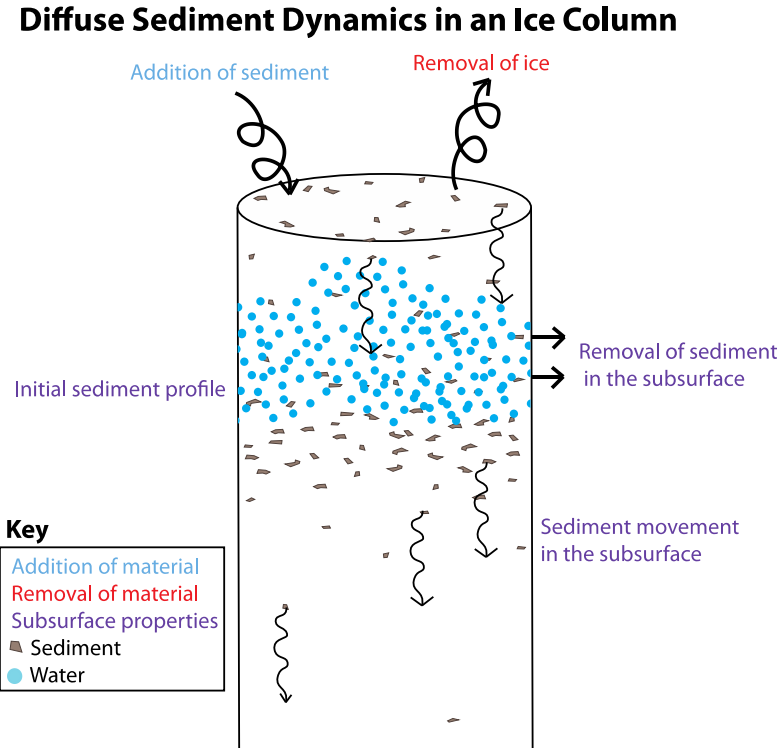 Diffuse Sediment Dynamics in an Ice Column
Addition of sediment
Removal of ice
Removal of sediment
in the subsurface
Initial sediment profile
Sediment movement
in the subsurface
Key
Addition of material
Removal of material
Subsurface properties
Sediment
Water